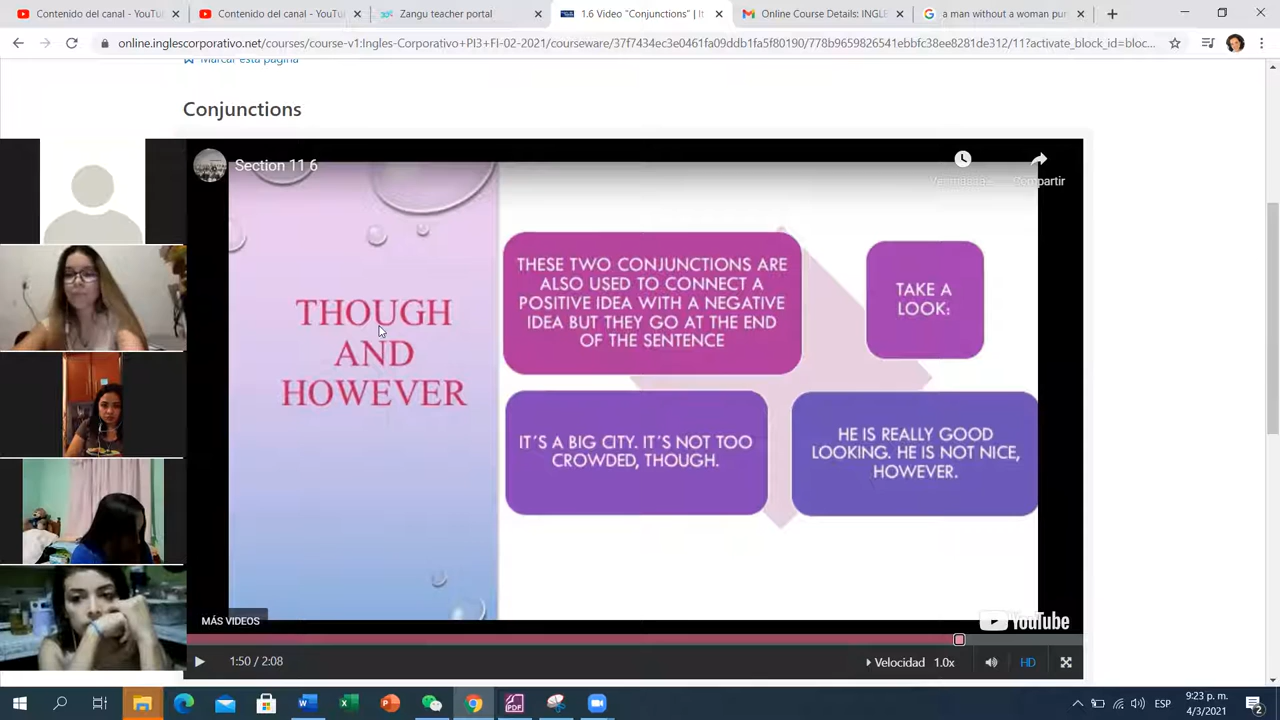 Contenido del canal - YouTu
Contenido del canal - YouTu
Zangu teacher portal
1.6 Video "Conjunctions" | It
Online Course Details: INGLE
a man without a woman pun
online.inglescorporativo.net/courses/course-v1:Ingles-Corporativo+PI3+FI-02-2021/courseware/37f7434ec3e0461fa09ddb1fa5f80190/778b9659826541ebbfc38ee8281de312/11?activate_block_id=bloc...
Marcar esta página
Conjunctions
Section 11 6
Compartir
THOUGH
AND
HOWEVER
THESE TWO CONJUNCTIONS ARE
ALSO USED TO CONNECT A
POSITIVE IDEA WITH A NEGATIVE
IDEA BUT THEY GO AT THE END
OF THE SENTENCE
TAKE A
LOOK:
IT´S A BIG CITY. IT´S NOT TOO
CROWDED, THOUGH.
HE IS REALLY GOOD
LOOKING. HE IS NOT NICE,
HOWEVER.
MÁS VIDEOS
YouTube
1:50 / 2:08
Velocidad 1.0x
HD
ESP
9:23 p. m.
4/3/2021
2